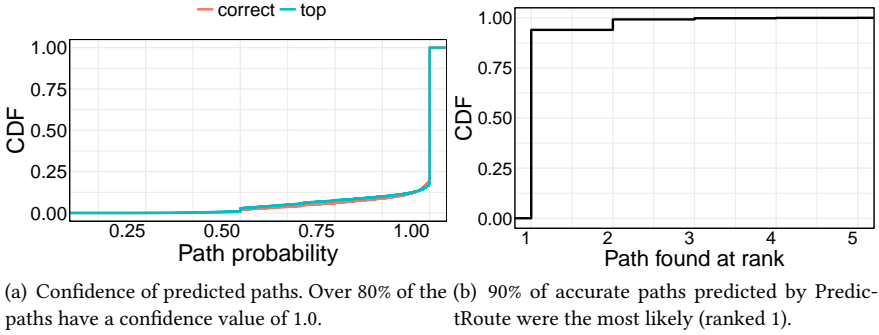 correct top
1.00
0.75
0.50
0.25
0.00
CDF
0.25 0.50 0.75 1.00
Path probability
1.00
0.75
0.50
0.25
0.00
CDF
1 2 3 4 5
Path found at rank
(a) Confidence of predicted paths. Over 80% of the
paths have a confidence value of 1.0.
(b) 90% of accurate paths predicted by Predic-
tRoute were the most likely (ranked 1).